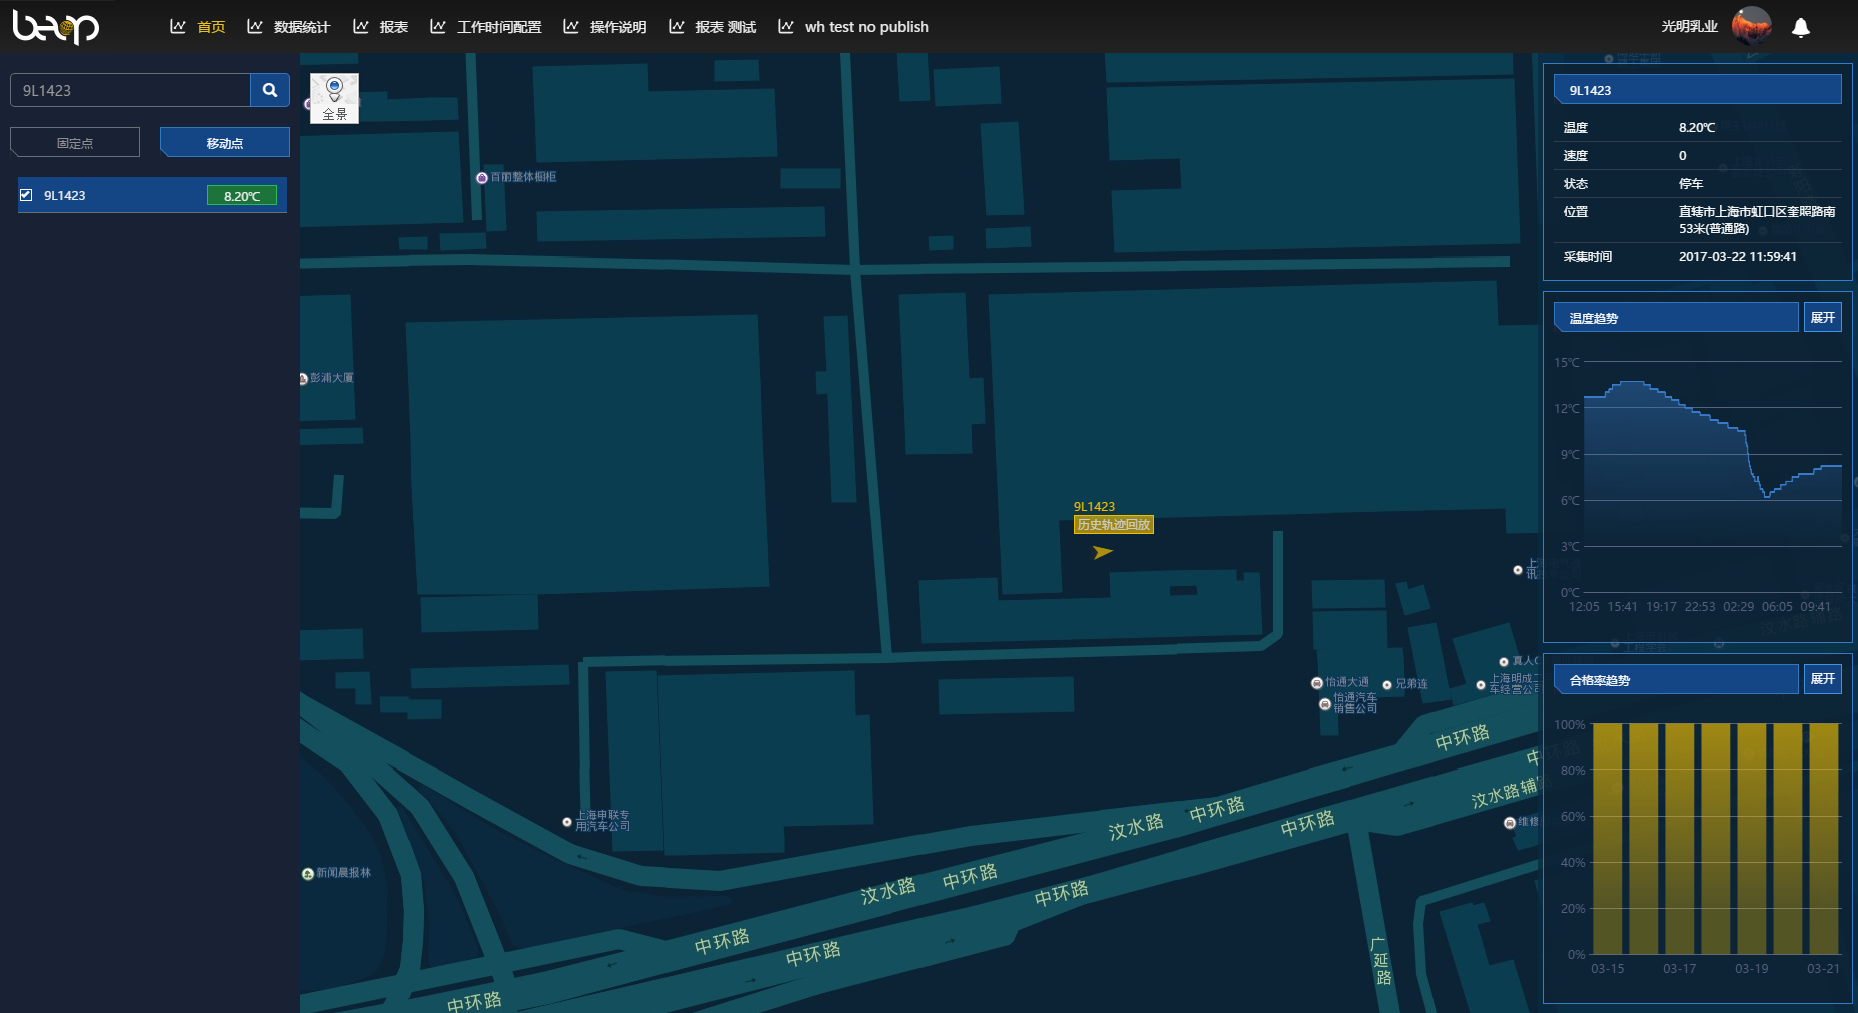 首页
数据统计
报表
工作时间配置
操作说明
报表 测试
wh test no publish
光明乳业
9L1423
固定点
移动点
9L1423
8.20℃
全景
百丽整体橱柜
彭浦大厦
9L1423
历史轨迹回放
怡通大通
兄弟连
怡通汽车
销售公司
上海申联专
用汽车公司
新闻晨报林
中环路
中环路
中环路
汶水路
中环路
汶水路
中环路
中环路
中环路
中环路
汶水路辅
广延路
维修
9L1423
温度
8.20℃
速度
0
状态
停车
位置
直辖市上海市虹口区奎照路南
53米(普通路)
采集时间
2017-03-22 11:59:41
温度趋势
展开
15℃
12℃
9℃
6℃
3℃
0℃
12:05 15:41 19:17 22:53 02:29 06:05 09:41
合格率趋势
展开
100%
80%
60%
40%
20%
0%
03-15 03-17 03-19 03-21